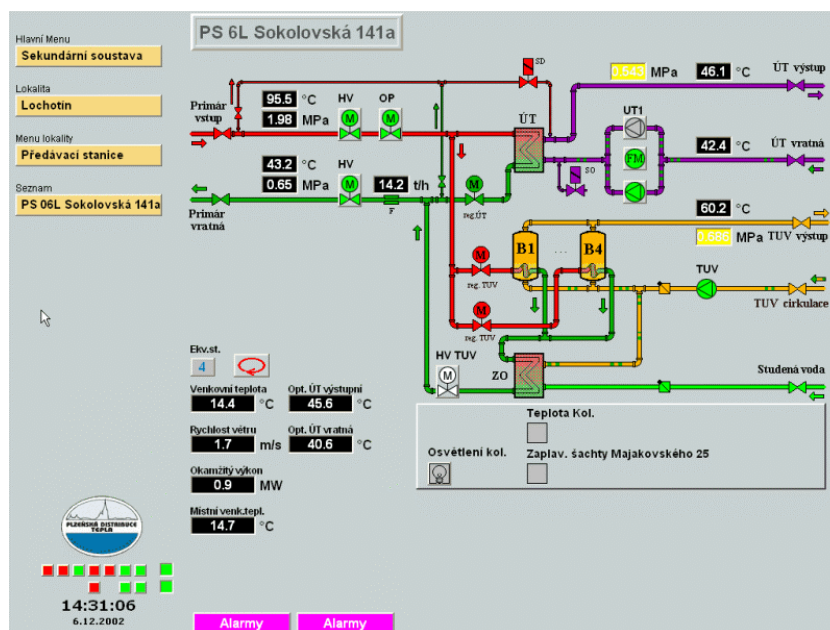 PS 6L Sokolovská 141a
Hlavní Menu
Sekundární soustava
Lokalita
Lochotín
Menu lokality
Předávací stanice
Seznam
PS 06L Sokolovská 141a
SD
0.543 MPa 46.1 °C ÚT výstup
Primár vstup
95.5 °C HV OP
1.98 MPa M M
ÚT
UT1
FM
42.4 °C ÚT vratná
43.2 °C HV
0.65 MPa M 14.2 t/h M
F
reg.ÚT
SD
Primár vratná
60.2 °C
0.686 MPa TUV výstup
B1 ... B4
M
reg. TUV
TUV
TUV cirkulace
M
reg. TUV
HV TUV
M
ZO
Studená voda
Ekv.st.
4
Venkovní teplota Opt. ÚT výstupní
14.4 °C 45.6 °C
Rychlost větru Opt. ÚT vratná
1.7 m/s 40.6 °C
Okamžitý výkon
0.9 MW
Místní venk.tepl.
14.7 °C
Teplota Kol.
Osvětlení kol. Zaplav. šachty Majakovského 25
PLZEŇSKÁ DISTRIBUCE
TEPLA
14:31:06
6.12.2002
Alarmy Alarmy